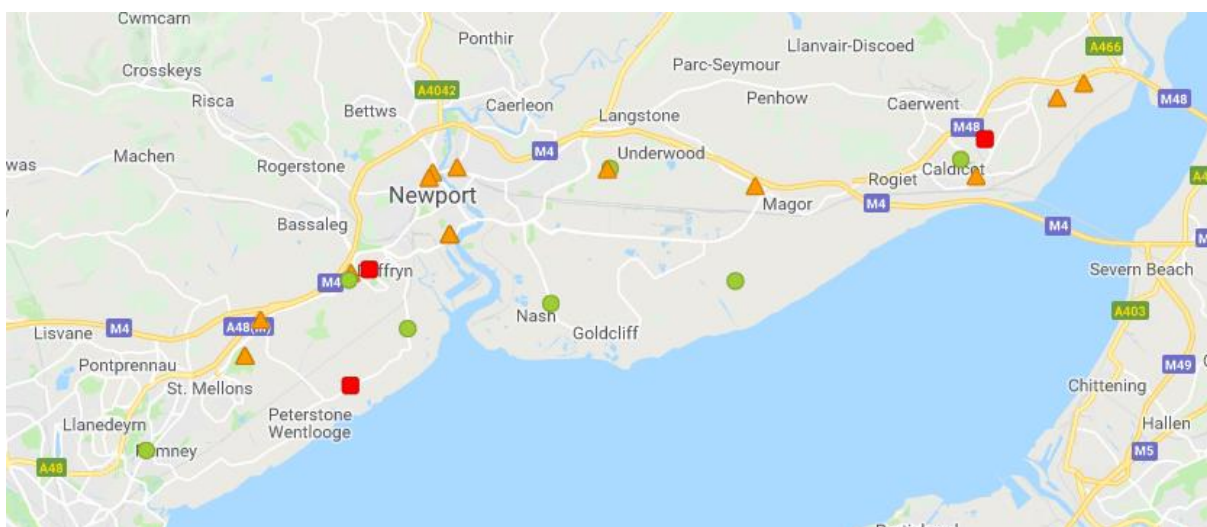 Cwmcarn
Ponthir
Llanvair-Discoed
A466
Crosskeys
Parc-Seymour
Risca
A4042
Bettws
Caerleon
Penhow
Caerwent
M48
Langstone
M48
Machen
M4
Underwood
Rogerstone
Caldicot
Rogiet
Newport
Magor
M4
M4
Bassaleg
Severn Beach
M4
A403
Nash
Lisvane
M4
A48(M)
Goldcliff
Pontprennau
M49
St. Mellons
Chittening
Peterstone
Wentlooge
Llanedeyrn
Hallen
A48
M5